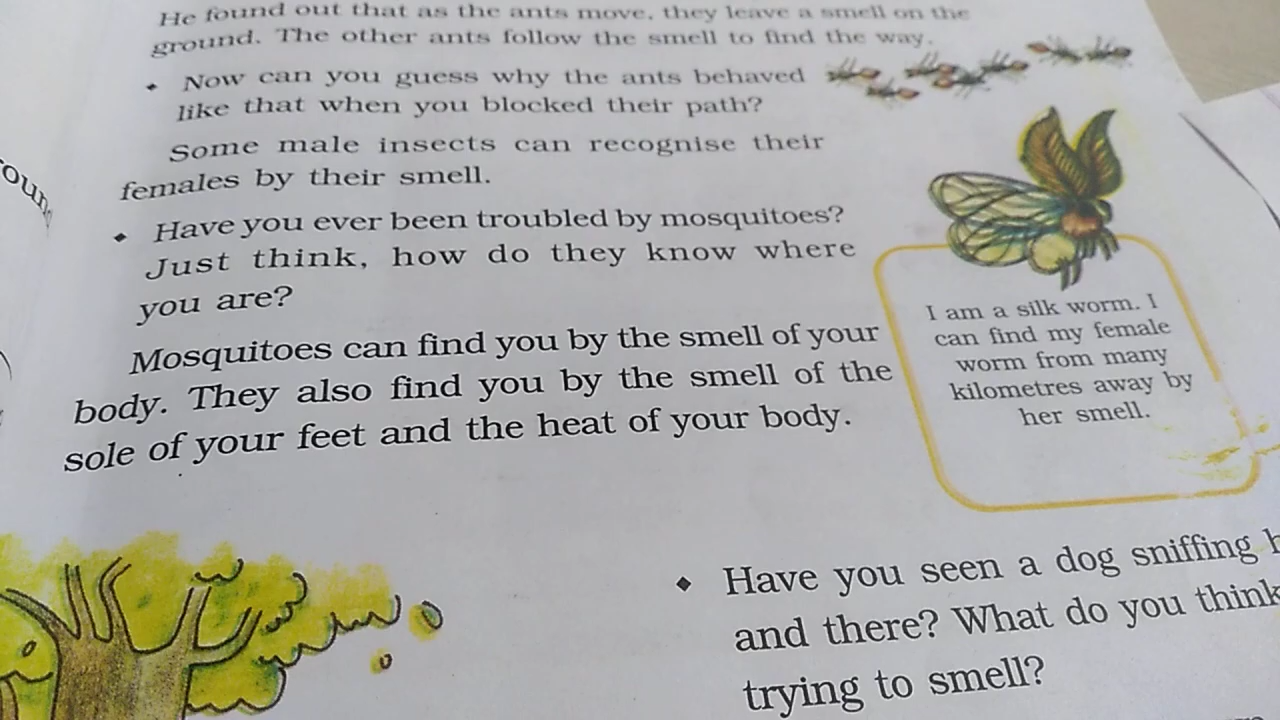 He found out that as the ants move, they leave a smell on the
ground. The other ants follow the smell to find the way.
• Now can you guess why the ants behaved
like that when you blocked their path?
Some male insects can recognise their
females by their smell.
◆ Have you ever been troubled by mosquitoes?
Just think, how do they know where
you are?
Mosquitoes can find you by the smell of your
body. They also find you by the smell of the
sole of your feet and the heat of your body.
I am a silk worm. I
can find my female
worm from many
kilometres away by
her smell.
◆ Have you seen a dog sniffing
and there? What do you think
trying to smell?